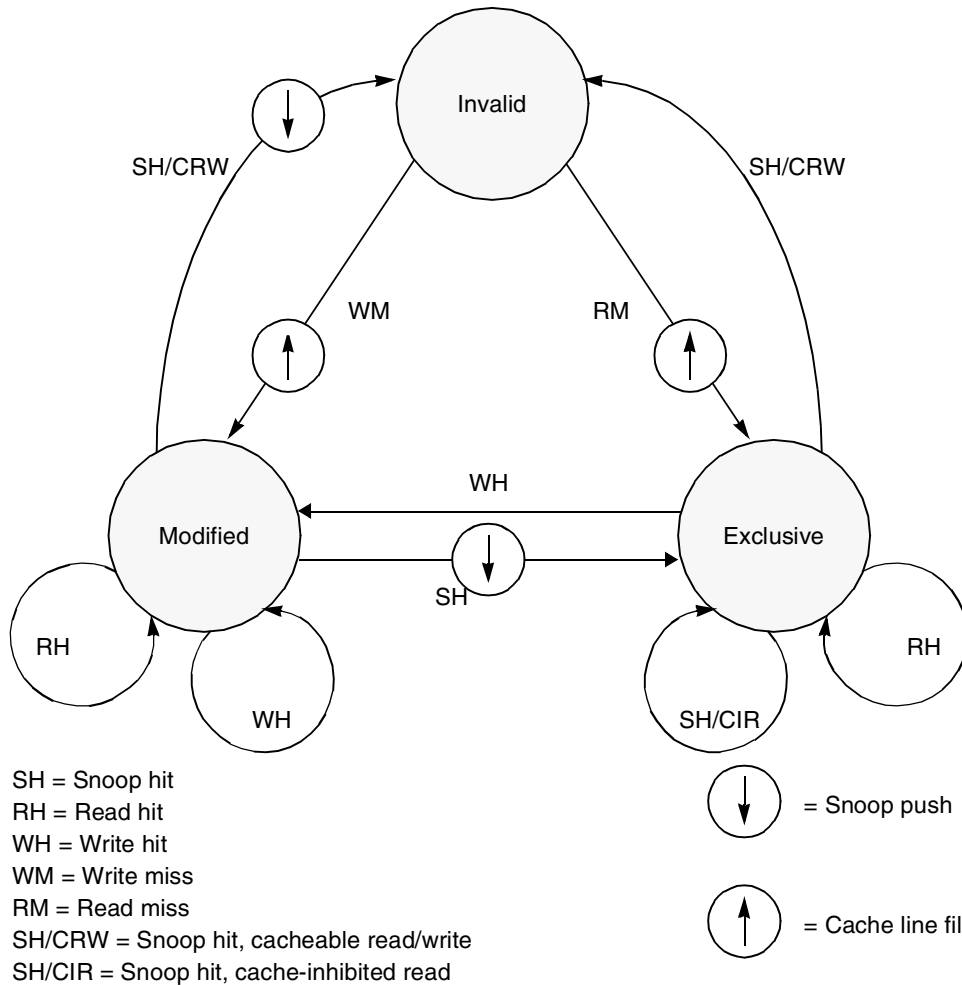 Invalid
SH/CRW
SH/CRW
WM
RM
WH
Modified
Exclusive
SH
RH
WH
SH/CIR
RH
SH = Snoop hit
RH = Read hit
WH = Write hit
WM = Write miss
RM = Read miss
SH/CRW = Snoop hit, cacheable read/write
SH/CIR = Snoop hit, cache-inhibited read
= Snoop push
= Cache line fil